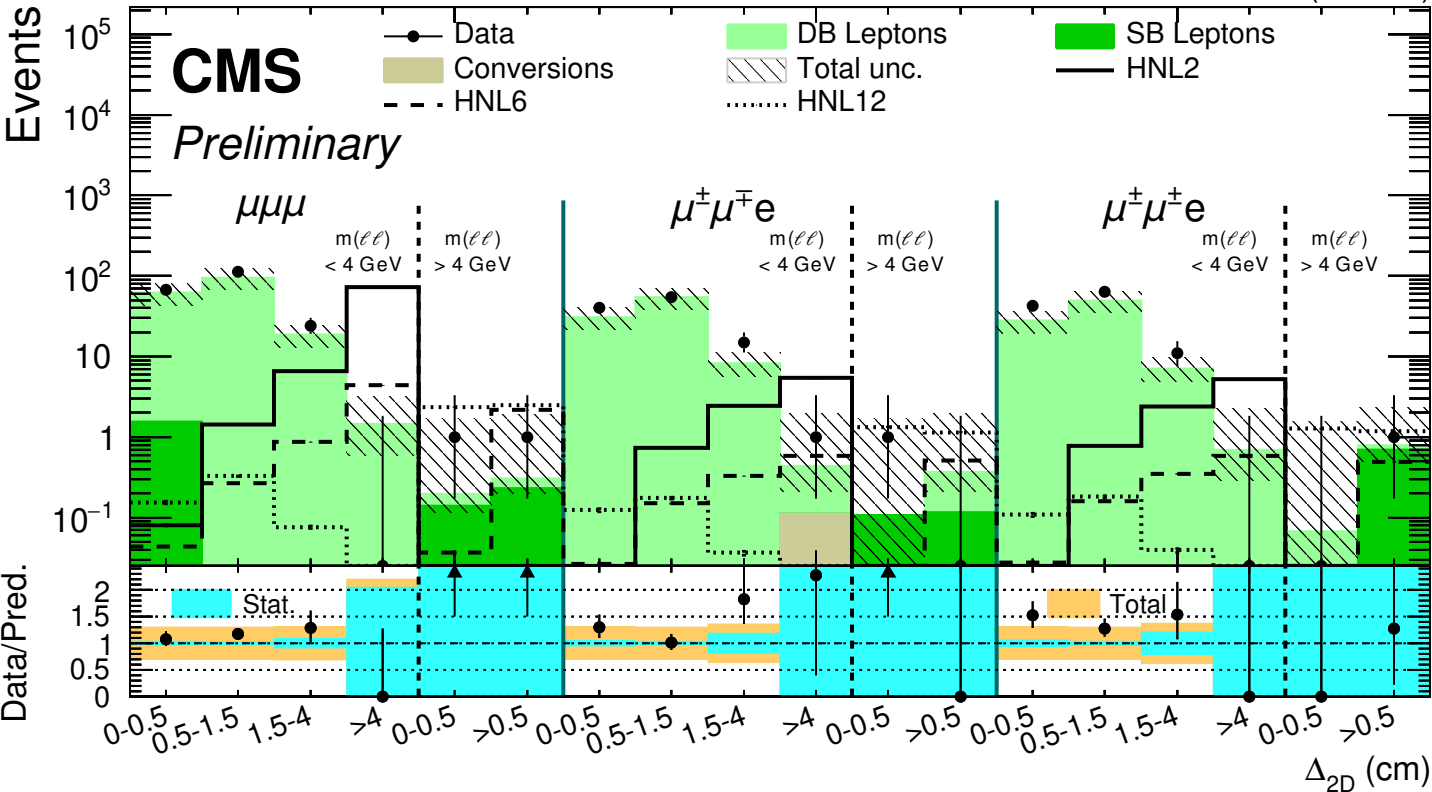 Events
10^5
10^4
10^3
10^2
10
1
10^−1
CMS
Preliminary
Data
DB Leptons
SB Leptons
Conversions
Total unc.
HNL2
HNL6
HNL12
μμμ
μ^±μ^∓e
μ^±μ^±e
m(ℓℓ)
< 4 GeV
m(ℓℓ)
> 4 GeV
m(ℓℓ)
< 4 GeV
m(ℓℓ)
> 4 GeV
m(ℓℓ)
< 4 GeV
m(ℓℓ)
> 4 GeV
Data/Pred.
2
1.5
1
0.5
0
Stat.
Total
0-0.5 0.5-1.5 1.5-4 >4 0-0.5 >0.5 0-0.5 0.5-1.5 1.5-4 >4 0-0.5 >0.5 0-0.5 0.5-1.5 1.5-4 >4 0-0.5 >0.5
Δ_2D (cm)